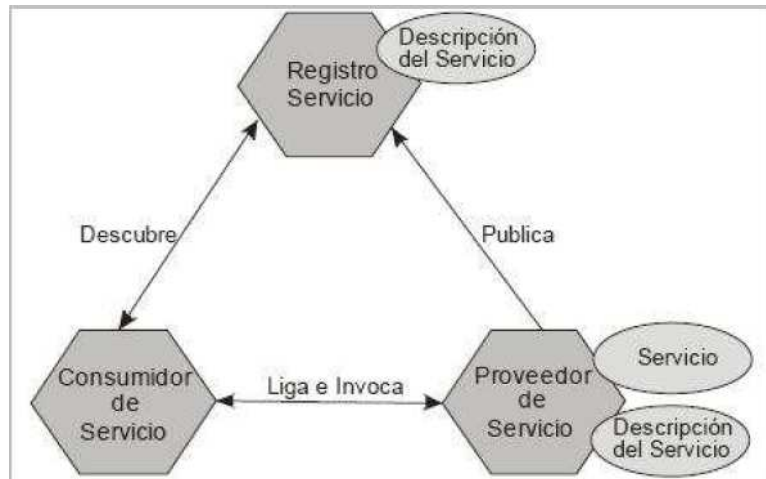 Descripción
del Servicio
Registro
Servicio
Descubre
Publica
Consumidor
de
Servicio
Liga e Invoca
Proveedor
de
Servicio
Servicio
Descripción
del Servicio